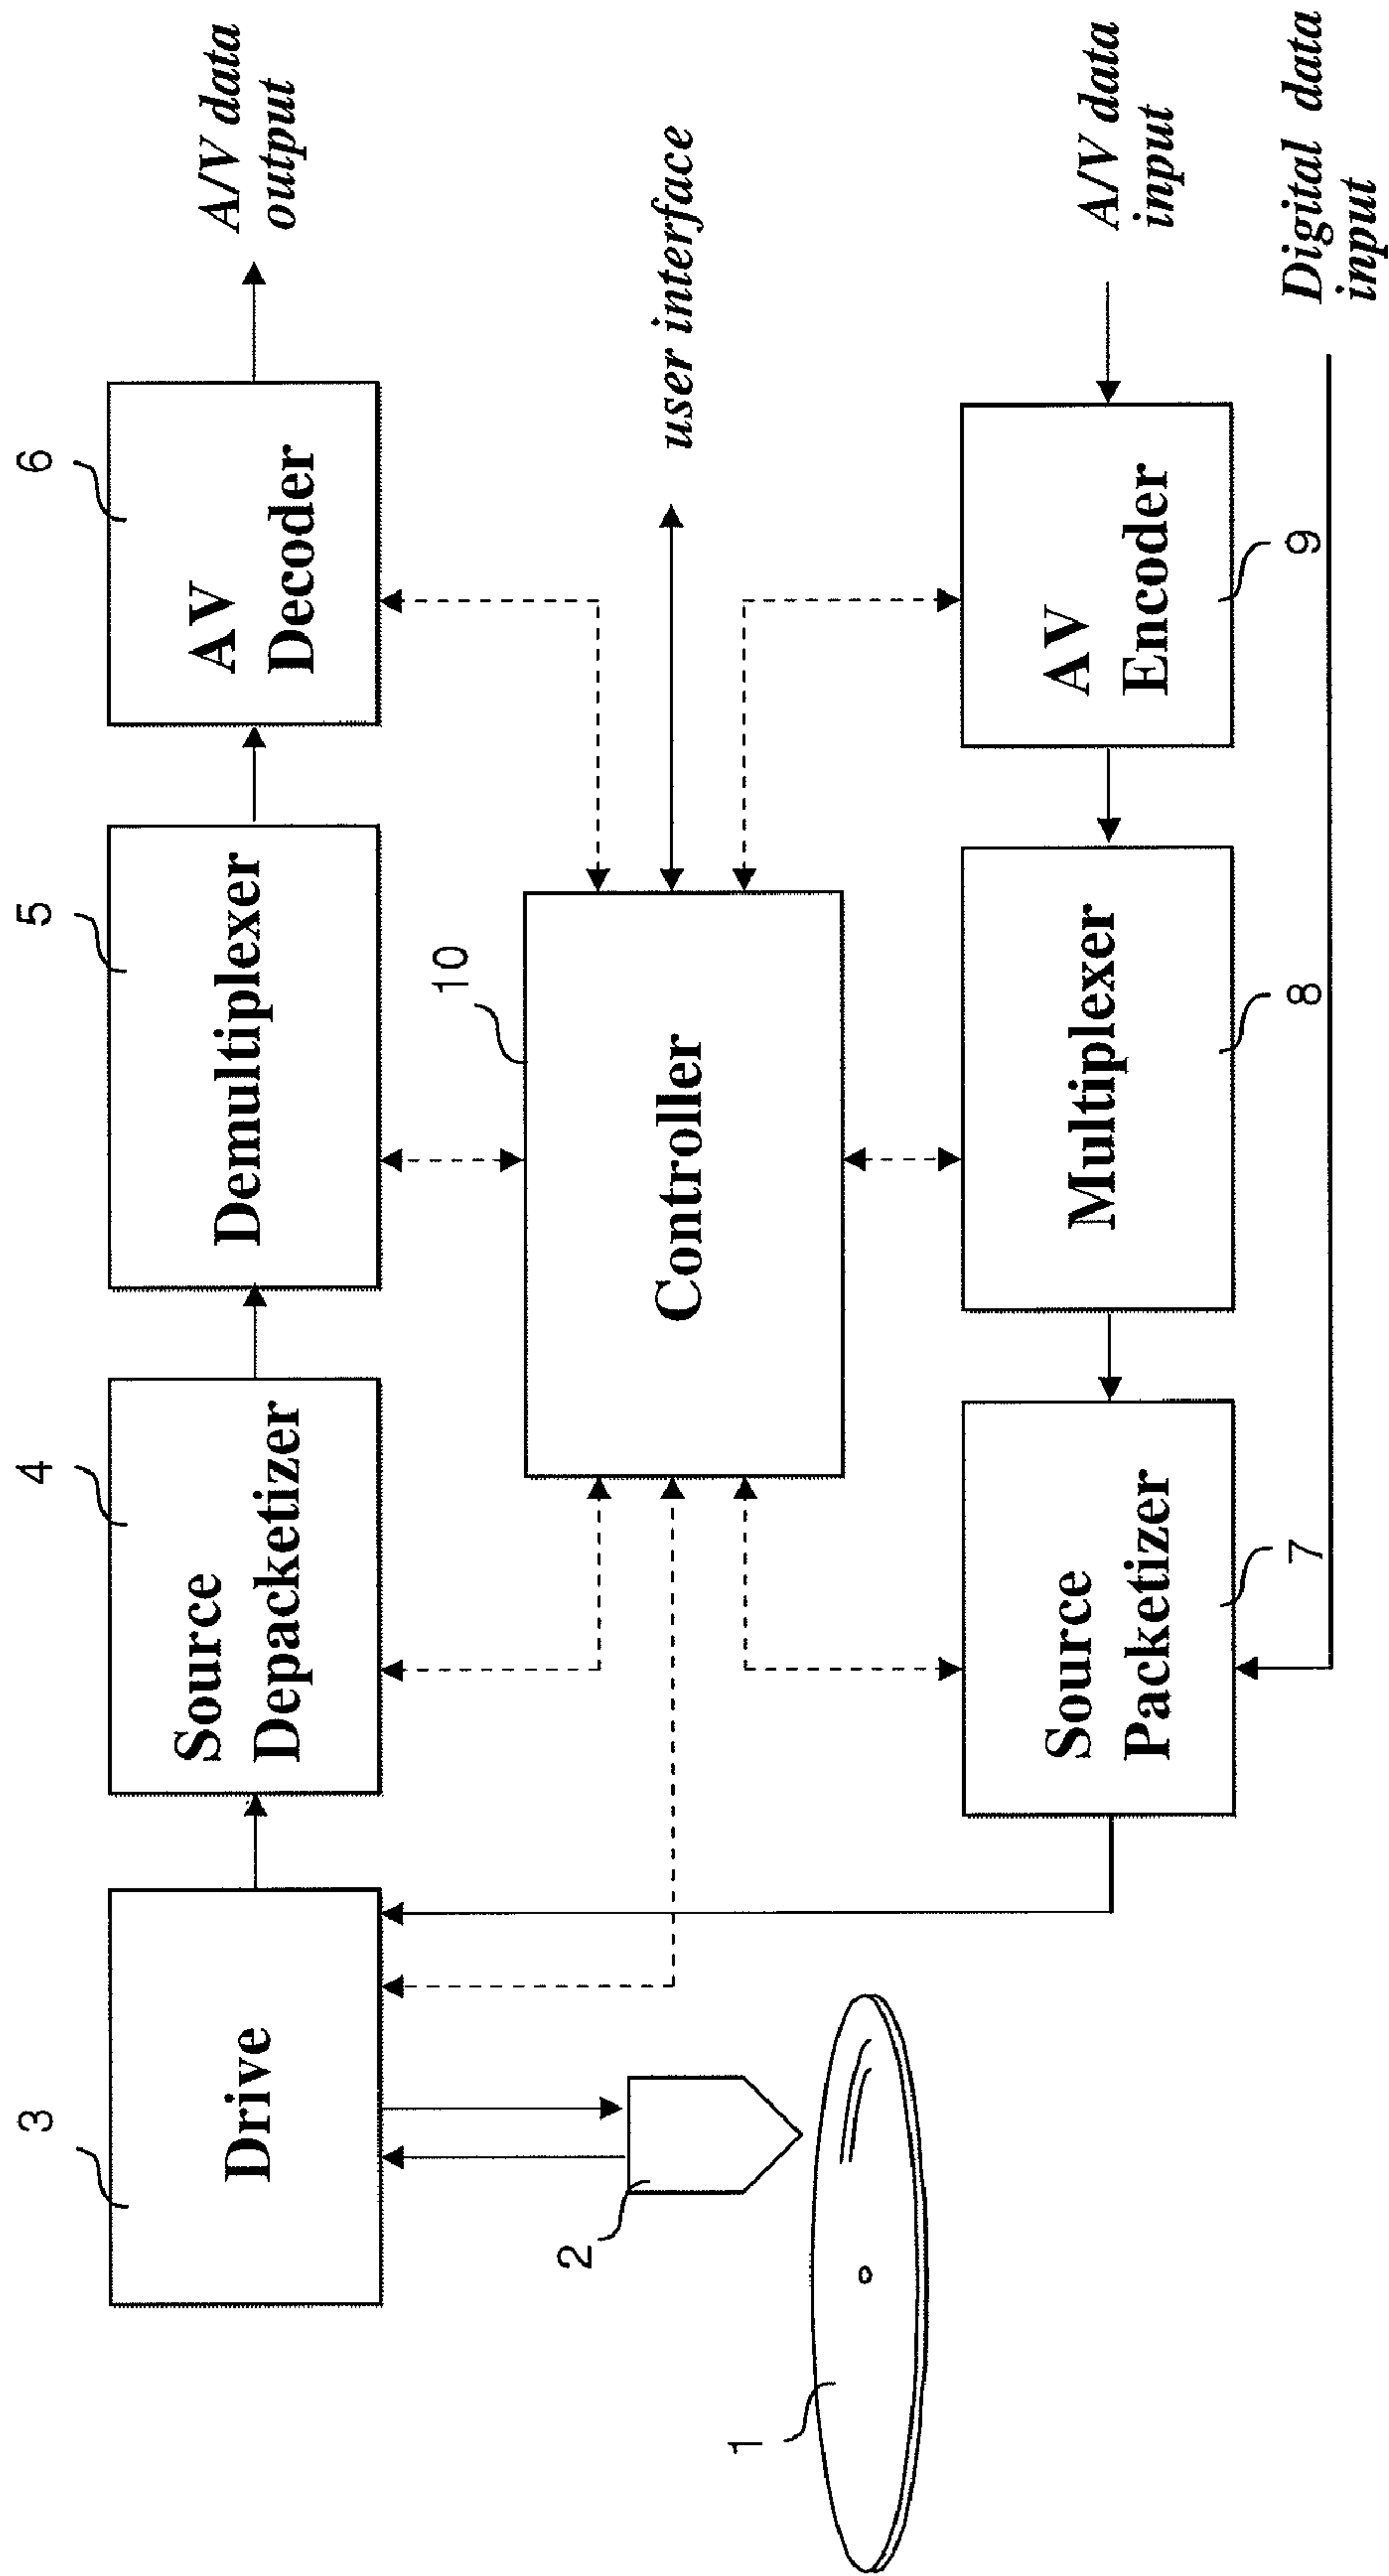 3
Drive
4
Source
Depacketizer
5
Demultiplexer
6
AV
Decoder
A/V data
output
2
1
10
Controller
user interface
Source
Packetizer
7
Multiplexer
8
AV
Encoder
9
A/V data
input
Digital data
input